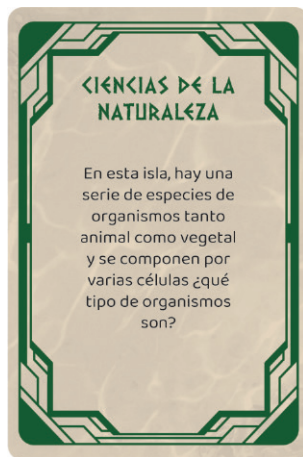 CIENCIAS DE LA
NATURALEZA
En esta isla, hay una
serie de especies de
organismos tanto
animal como vegetal
y se componen por
varias células ¿qué
tipo de organismos
son?